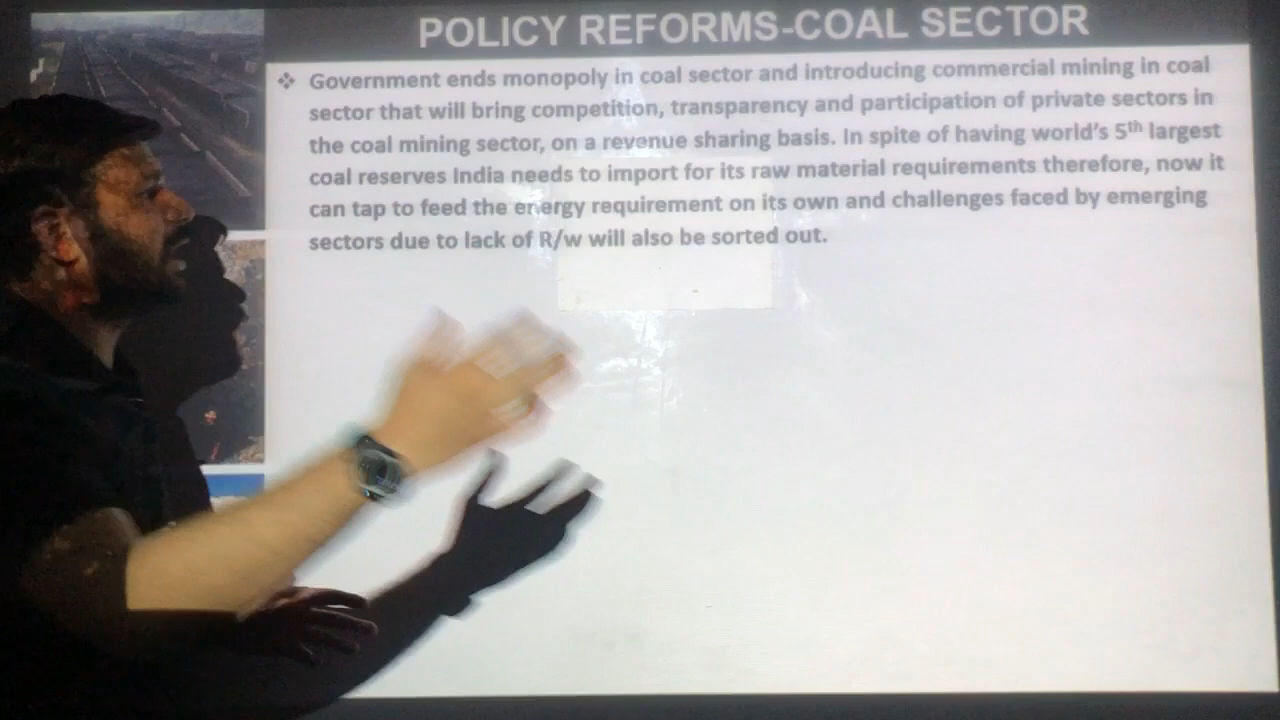 POLICY REFORMS-COAL SECTOR
❖ Government ends monopoly in coal sector and introducing commercial mining in coal
sector that will bring competition, transparency and participation of private sectors in
the coal mining sector, on a revenue sharing basis. In spite of having world's 5th largest
coal reserves India needs to import for its raw material requirements therefore, now it
can tap to feed the energy requirement on its own and challenges faced by emerging
sectors due to lack of R/w will also be sorted out.